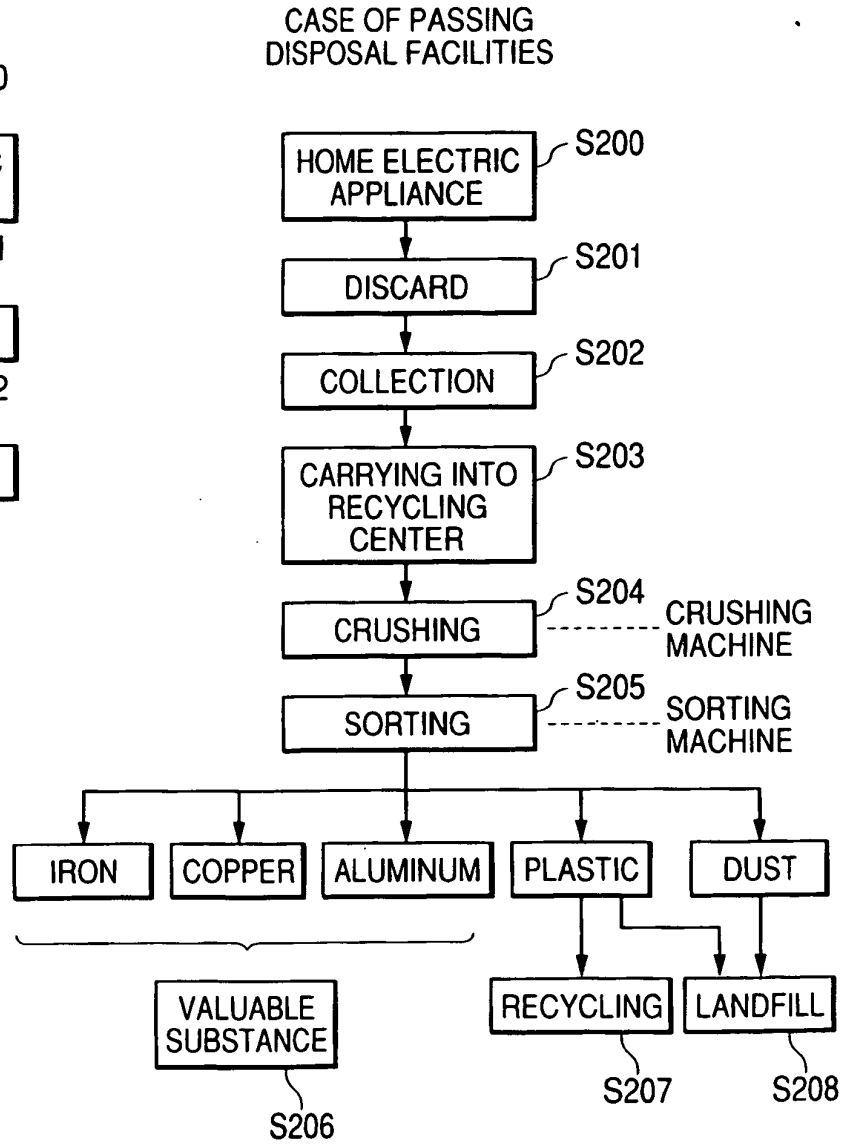 CASE OF PASSING
DISPOSAL FACILITIES
HOME ELECTRIC
APPLIANCE
S200
DISCARD
S201
COLLECTION
S202
CARRYING INTO
RECYCLING
CENTER
S203
CRUSHING
S204
CRUSHING
MACHINE
SORTING
S205
SORTING
MACHINE
IRON
COPPER
ALUMINUM
PLASTIC
DUST
VALUABLE
SUBSTANCE
S206
RECYCLING
S207
LANDFILL
S208